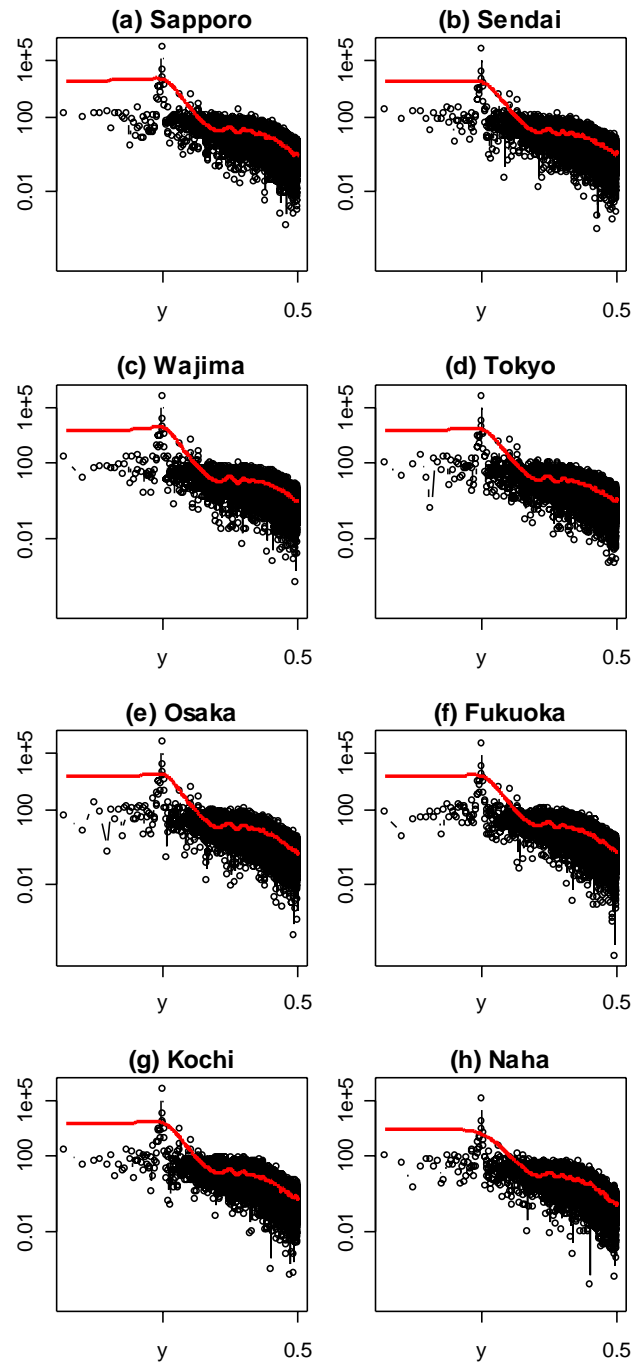 (a) Sapporo
1e+5
100
0.01
y
0.5
(b) Sendai
1e+5
100
0.01
y
0.5
(c) Wajima
1e+5
100
0.01
y
0.5
(d) Tokyo
1e+5
100
0.01
y
0.5
(e) Osaka
1e+5
100
0.01
y
0.5
(f) Fukuoka
1e+5
100
0.01
y
0.5
(g) Kochi
1e+5
100
0.01
y
0.5
(h) Naha
1e+5
100
0.01
y
0.5